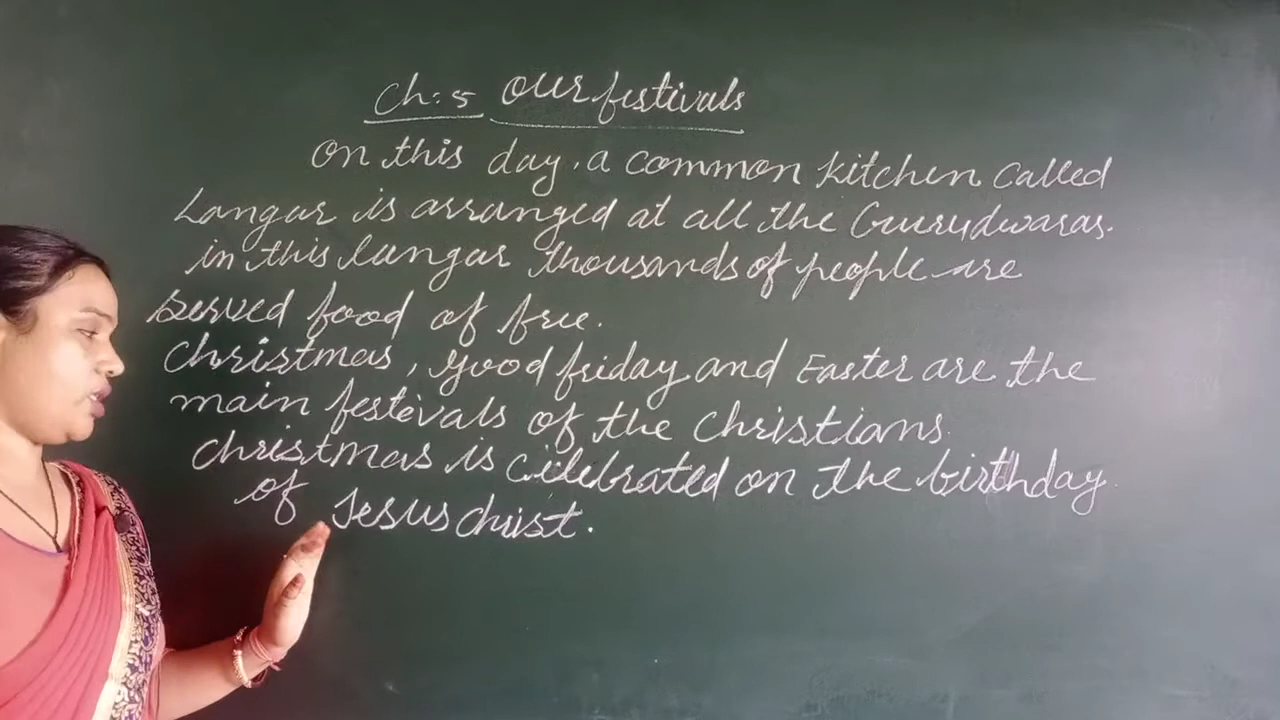 Ch:5 Our festivals
On this day, a common kitchen called
Langar is arranged at all the Gurudwaras.
in this langar thousands of people are
served food of free.
Christmas, Good friday and Easter are the
main festivals of the Christians.
Christmas is celebrated on the birthday
of Jesus Christ.